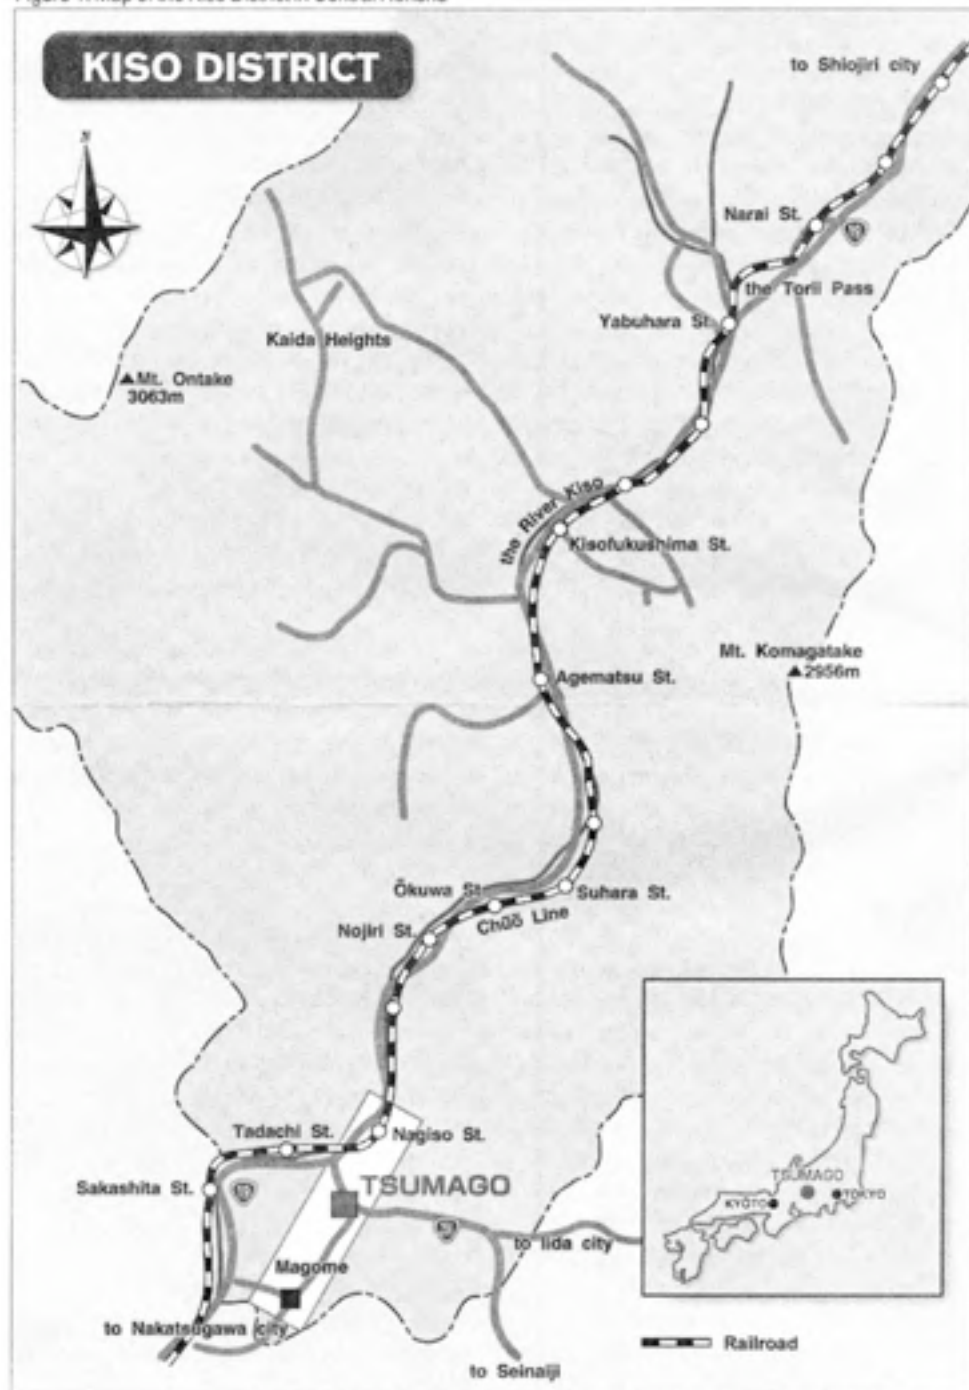 KISO DISTRICT
N
to Shiojiri city
Narai St.
the Torii Pass
Yabuhara St.
Kaida Heights
Mt. Ontake
3063m
the River Kiso
Kisofukushima St.
Mt. Komagatake
2956m
Agematsu St.
Ōkuwa St.
Suhara St.
Chūō Line
Nojiri St.
Tadachi St.
Nagiso St.
Sakashita St.
TSUMAGO
to Iida city
Magome
to Nakatsugawa city
to Seinaiji
TSUMAGO
KYŌTO
TOKYO
Railroad